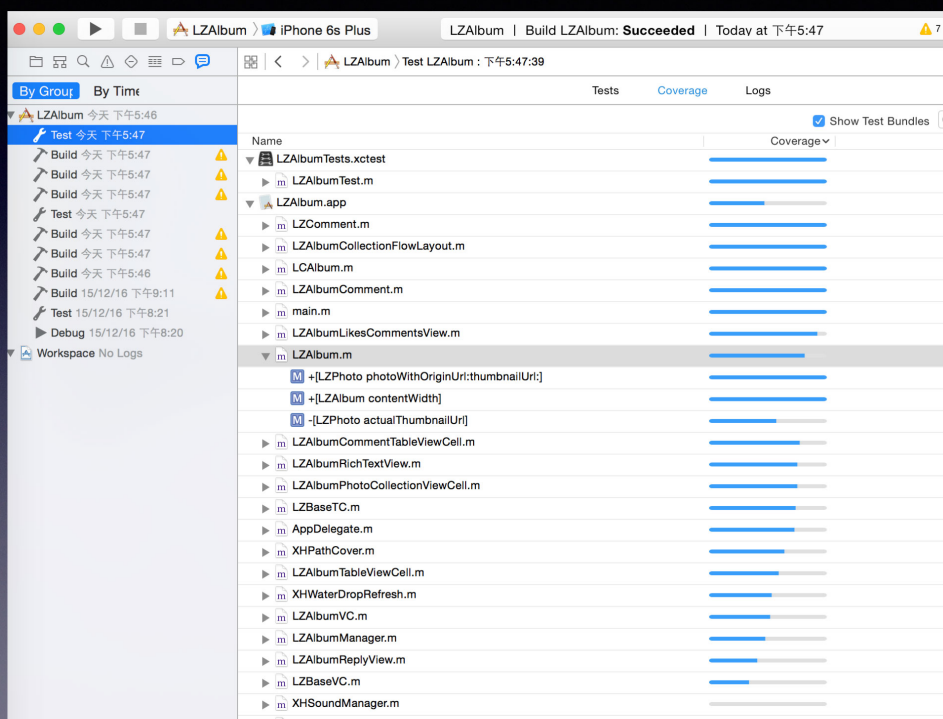 LZAlbum 〉 iPhone 6s Plus
LZAlbum | Build LZAlbum: Succeeded | Today at 下午5:47
7
LZAlbum 〉Test LZAlbum : 下午5:47:39
By Group By Time
Tests Coverage Logs
Show Test Bundles
LZAlbum 今天 下午5:46
Test 今天 下午5:47
Build 今天 下午5:47
Build 今天 下午5:47
Build 今天 下午5:47
Test 今天 下午5:47
Build 今天 下午5:47
Build 今天 下午5:47
Build 今天 下午5:46
Build 15/12/16 下午9:11
Test 15/12/16 下午8:21
Debug 15/12/16 下午8:20
Workspace No Logs
Name Coverage
LZAlbumTests.xctest
m LZAlbumTest.m
LZAlbum.app
m LZComment.m
m LZAlbumCollectionFlowLayout.m
m LCAlbum.m
m LZAlbumComment.m
m main.m
m LZAlbumLikesCommentsView.m
m LZAlbum.m
M +[LZPhoto photoWithOriginUrl:thumbnailUrl:]
M +[LZAlbum contentWidth]
M -[LZPhoto actualThumbnailUrl]
m LZAlbumCommentTableViewCell.m
m LZAlbumRichTextView.m
m LZAlbumPhotoCollectionViewCell.m
m LZBaseTC.m
m AppDelegate.m
m XHPathCover.m
m LZAlbumTableViewCell.m
m XHWaterDropRefresh.m
m LZAlbumVC.m
m LZAlbumManager.m
m LZAlbumReplyView.m
m LZBaseVC.m
m XHSoundManager.m